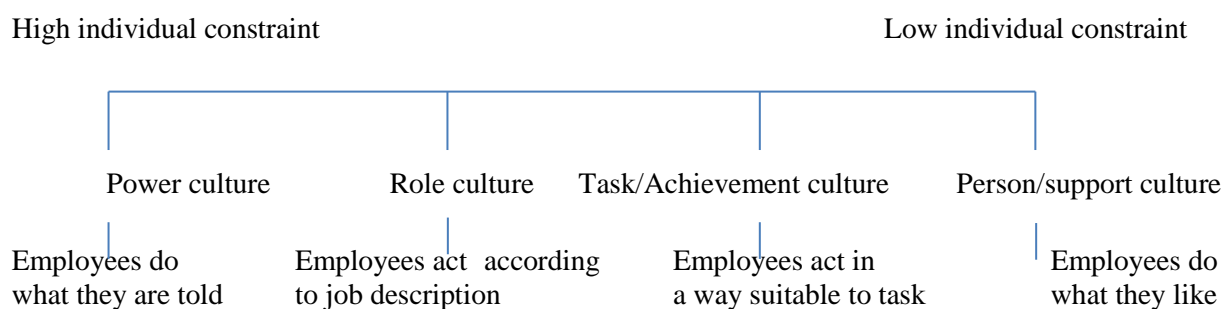 High individual constraint Low individual constraint
Power culture Role culture Task/Achievement culture Person/support culture
Employees do Employees act according Employees act in Employees do
what they are told to job description a way suitable to task what they like